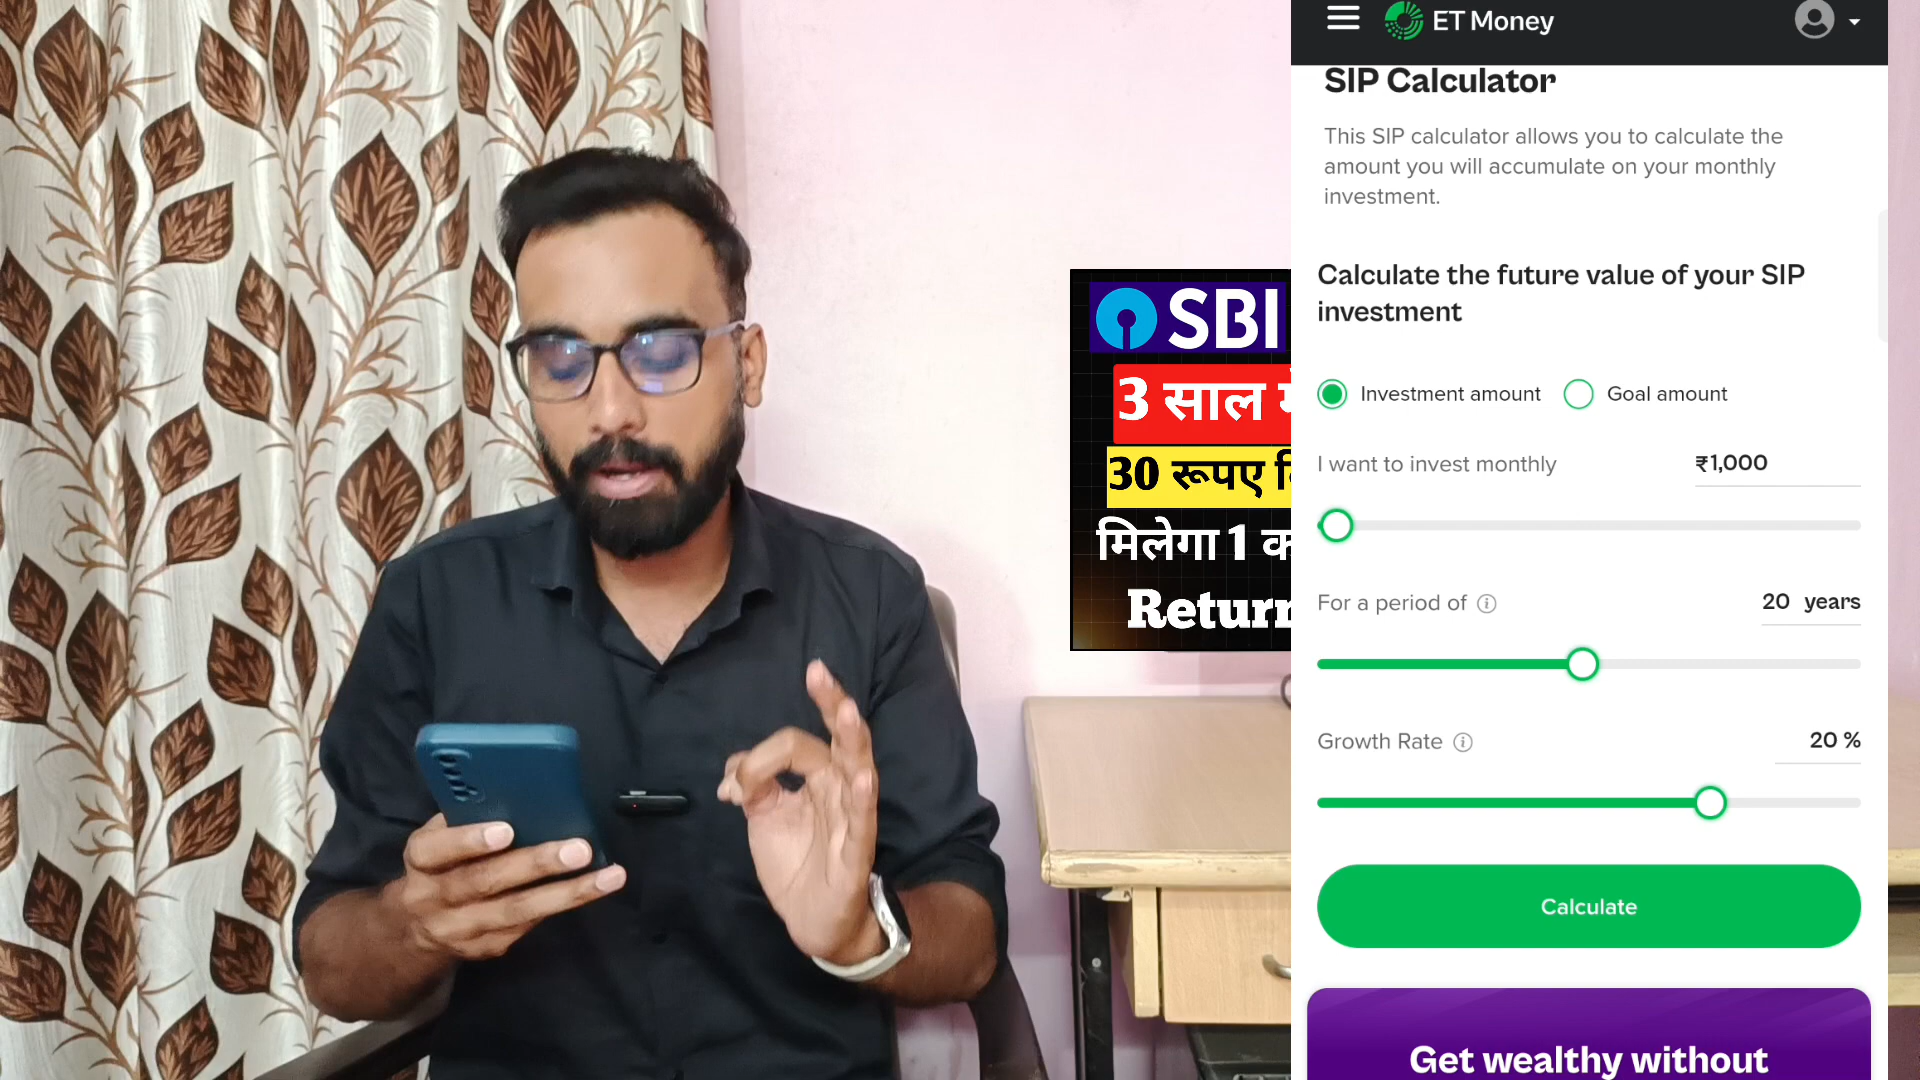 SBI
3 साल
30 रूपए
मिलेगा 1
Return
ET Money
SIP Calculator
This SIP calculator allows you to calculate the
amount you will accumulate on your monthly
investment.
Calculate the future value of your SIP
investment
Investment amount
Goal amount
I want to invest monthly
₹1,000
For a period of
20 years
Growth Rate
20 %
Calculate
Get wealthy without